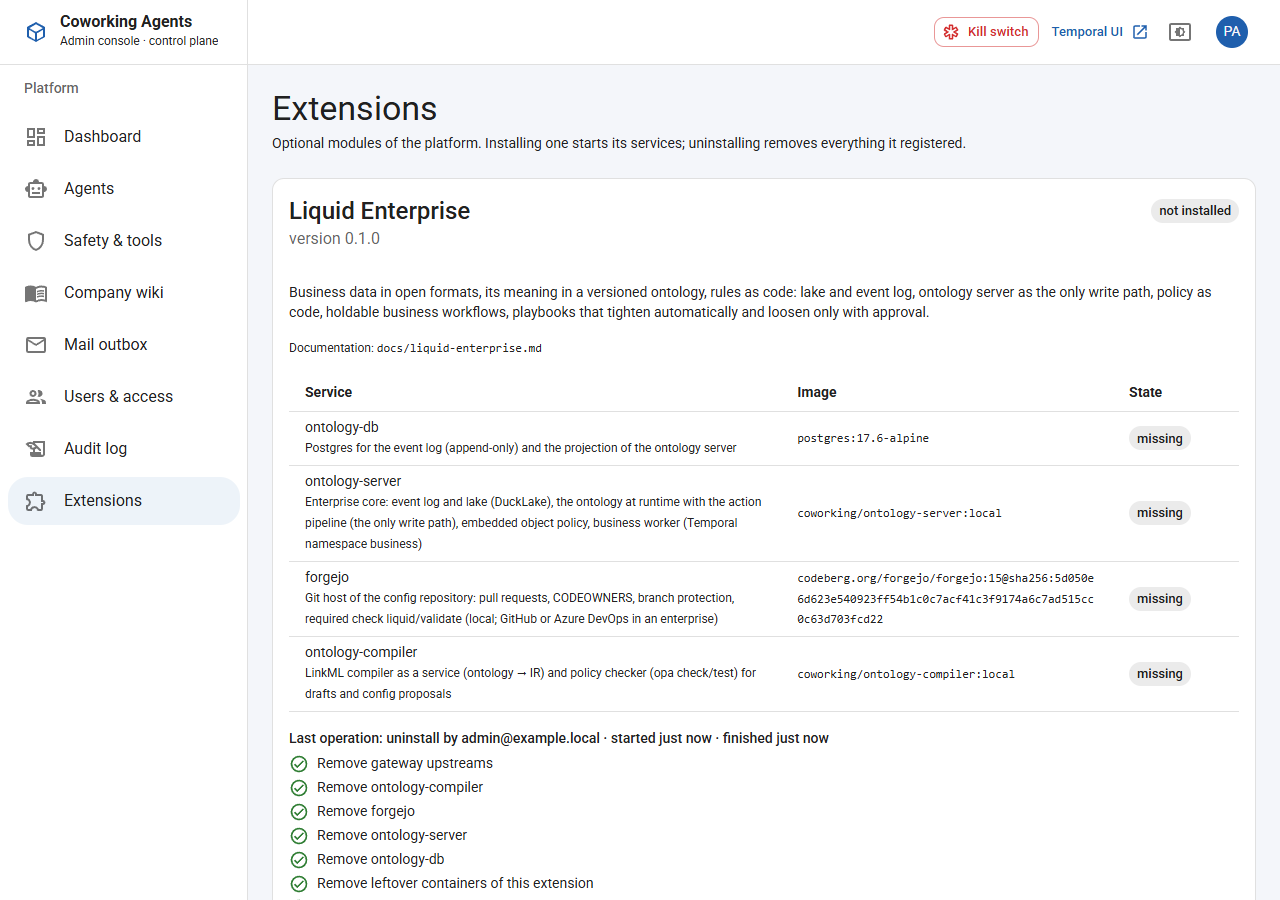 Coworking Agents
Admin console · control plane
Kill switch
Temporal UI
PA
Platform
Dashboard
Agents
Safety & tools
Company wiki
Mail outbox
Users & access
Audit log
Extensions
Extensions
Optional modules of the platform. Installing one starts its services; uninstalling removes everything it registered.
Liquid Enterprise
not installed
version 0.1.0
Business data in open formats, its meaning in a versioned ontology, rules as code: lake and event log, ontology server as the only write path, policy as
code, holdable business workflows, playbooks that tighten automatically and loosen only with approval.
Documentation: docs/liquid-enterprise.md
Service Image State
ontology-db
Postgres for the event log (append-only) and the projection of the ontology server
postgres:17.6-alpine
missing
ontology-server
Enterprise core: event log and lake (DuckLake), the ontology at runtime with the action
pipeline (the only write path), embedded object policy, business worker (Temporal
namespace business)
coworking/ontology-server:local
missing
forgejo
Git host of the config repository: pull requests, CODEOWNERS, branch protection,
required check liquid/validate (local; GitHub or Azure DevOps in an enterprise)
codeberg.org/forgejo/forgejo:15@sha256:5d050e
6d623e540923ff54b1c0c7acf41c3f9174a6c7ad515cc
0c63d703fcd22
missing
ontology-compiler
LinkML compiler as a service (ontology → IR) and policy checker (opa check/test) for
drafts and config proposals
coworking/ontology-compiler:local
missing
Last operation: uninstall by admin@example.local · started just now · finished just now
Remove gateway upstreams
Remove ontology-compiler
Remove forgejo
Remove ontology-server
Remove ontology-db
Remove leftover containers of this extension